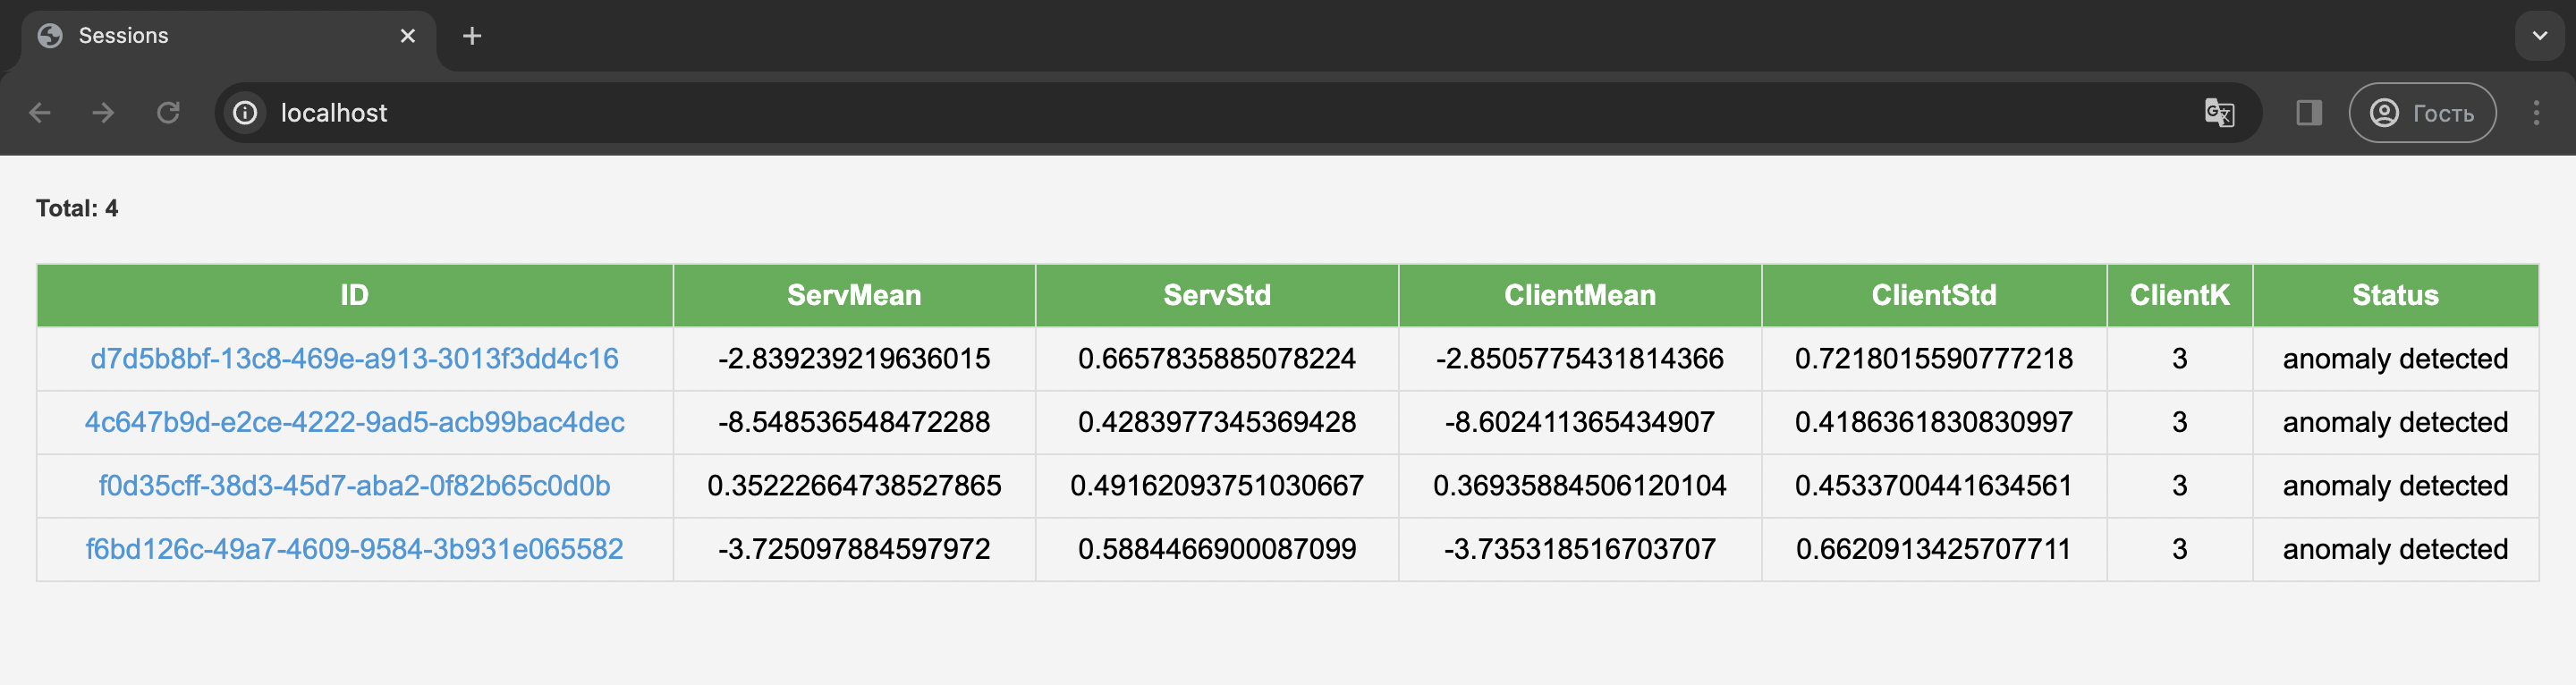 Sessions
localhost
Гость
Total: 4
ID ServMean ServStd ClientMean ClientStd ClientK Status
d7d5b8bf-13c8-469e-a913-3013f3dd4c16 -2.839239219636015 0.6657835885078224 -2.8505775431814366 0.7218015590777218 3 anomaly detected
4c647b9d-e2ce-4222-9ad5-acb99bac4dec -8.548536548472288 0.4283977345369428 -8.602411365434907 0.4186361830830997 3 anomaly detected
f0d35cff-38d3-45d7-aba2-0f82b65c0d0b 0.35222664738527865 0.49162093751030667 0.36935884506120104 0.4533700441634561 3 anomaly detected
f6bd126c-49a7-4609-9584-3b931e065582 -3.725097884597972 0.5884466900087099 -3.735318516703707 0.6620913425707711 3 anomaly detected